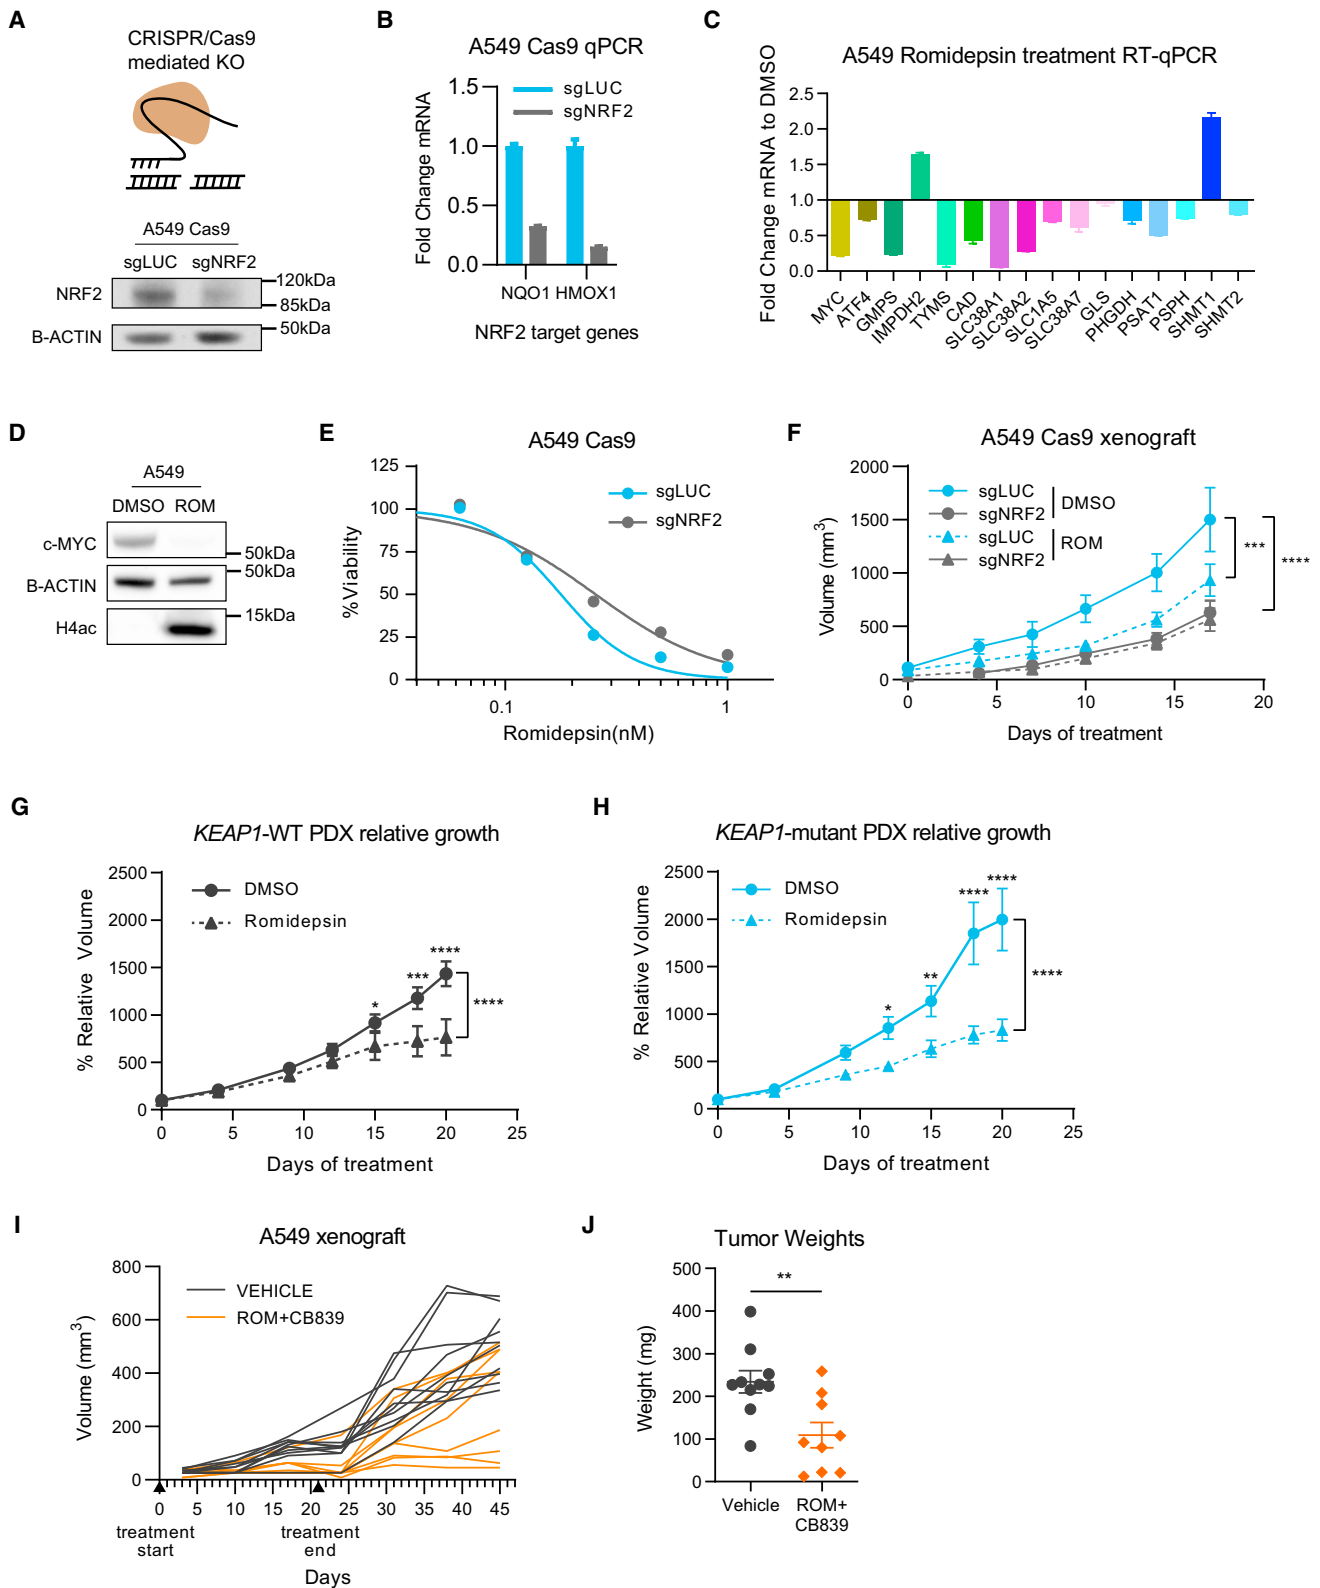 A
CRISPR/Cas9
mediated KO
A549 Cas9
sgLUC sgNRF2
NRF2
120kDa
85kDa
B-ACTIN
50kDa
B
A549 Cas9 qPCR
Fold Change mRNA
1.5
1.0
0.5
0.0
sgLUC
sgNRF2
NQO1 HMOX1
NRF2 target genes
C
A549 Romidepsin treatment RT-qPCR
Fold Change mRNA to DMSO
2.5
2.0
1.5
1.0
0.5
0.0
MYC
ATF4
GMPS
IMPDH2
TYMS
CAD
SLC38A1
SLC38A2
SLC1A5
SLC38A7
GLS
PHGDH
PSAT1
PSPH
SHMT1
SHMT2
D
A549
DMSO ROM
c-MYC
50kDa
B-ACTIN
50kDa
H4ac
15kDa
E
A549 Cas9
%Viability
125
100
75
50
25
0
sgLUC
sgNRF2
0.1 1
Romidepsin(nM)
F
A549 Cas9 xenograft
Volume (mm3)
2000
1500
1000
500
0
sgLUC
sgNRF2
DMSO
sgLUC
sgNRF2
ROM
***
****
0 5 10 15 20
Days of treatment
G
KEAP1-WT PDX relative growth
% Relative Volume
2500
2000
1500
1000
500
0
DMSO
Romidepsin
*
***
****
****
0 5 10 15 20 25
Days of treatment
H
KEAP1-mutant PDX relative growth
% Relative Volume
2500
2000
1500
1000
500
0
DMSO
Romidepsin
*
**
****
****
****
0 5 10 15 20 25
Days of treatment
I
A549 xenograft
Volume (mm3)
800
600
400
200
0
VEHICLE
ROM+CB839
0 5 10 15 20 25 30 35 40 45
treatment
start
treatment
end
Days
J
Tumor Weights
Weight (mg)
500
400
300
200
100
0
**
Vehicle
ROM+
CB839